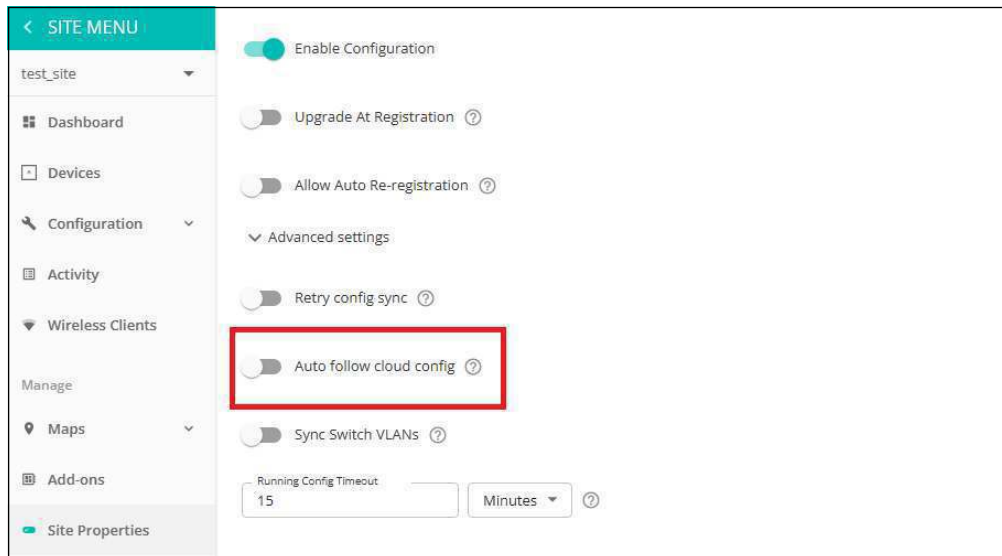 SITE MENU
test_site
Dashboard
Devices
Configuration
Activity
Wireless Clients
Manage
Maps
Add-ons
Site Properties
Enable Configuration
Upgrade At Registration ?
Allow Auto Re-registration ?
Advanced settings
Retry config sync ?
Auto follow cloud config ?
Sync Switch VLANs ?
Running Config Timeout
15 Minutes ?